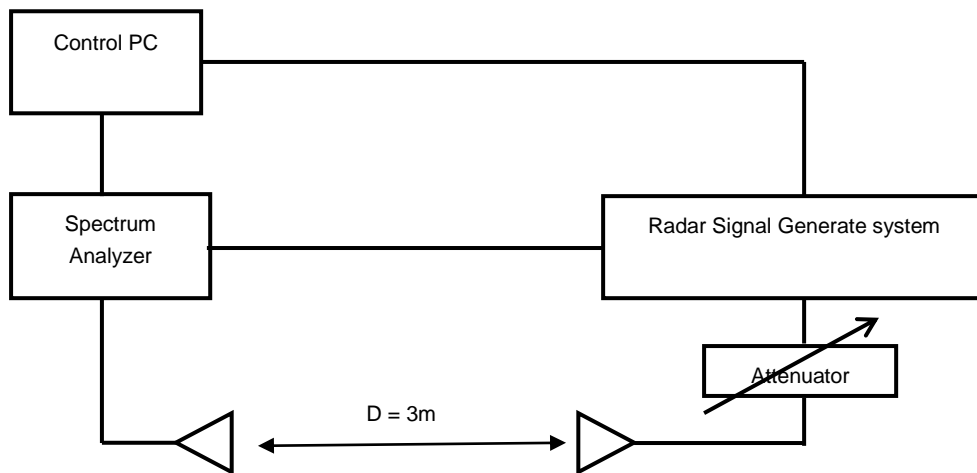 Control PC
Spectrum
Analyzer
Radar Signal Generate system
Attenuator
D = 3m